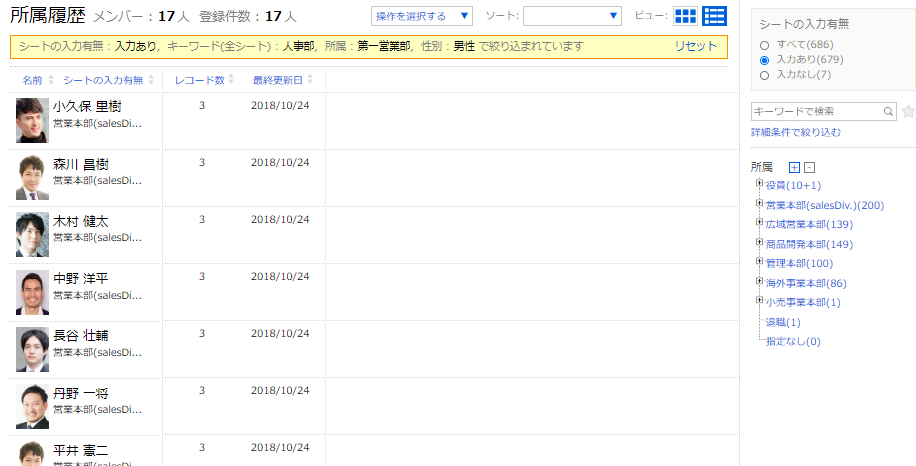 所属履歴 メンバー：17人 登録件数：17人 操作を選択する ソート： ビュー：
シートの入力有無：入力あり, キーワード(全シート)：人事部, 所属：第一営業部, 性別：男性 で絞り込まれています リセット
名前 シートの入力有無 レコード数 最終更新日
小久保 里樹 3 2018/10/24
営業本部(salesDi...
森川 昌樹 3 2018/10/24
営業本部(salesDi...
木村 健太 3 2018/10/24
営業本部(salesDi...
中野 洋平 3 2018/10/24
営業本部(salesDi...
長谷 壮輔 3 2018/10/24
営業本部(salesDi...
丹野 一将 3 2018/10/24
営業本部(salesDi...
平井 憲二 3 2018/10/24
営業本部(salesDi...
シートの入力有無
すべて(686)
入力あり(679)
入力なし(7)
キーワードで検索
詳細条件で絞り込む
所属
役員(10+1)
営業本部(salesDiv.)(200)
広域営業本部(139)
商品開発本部(149)
管理本部(100)
海外事業本部(86)
小売事業本部(1)
退職(1)
指定なし(0)